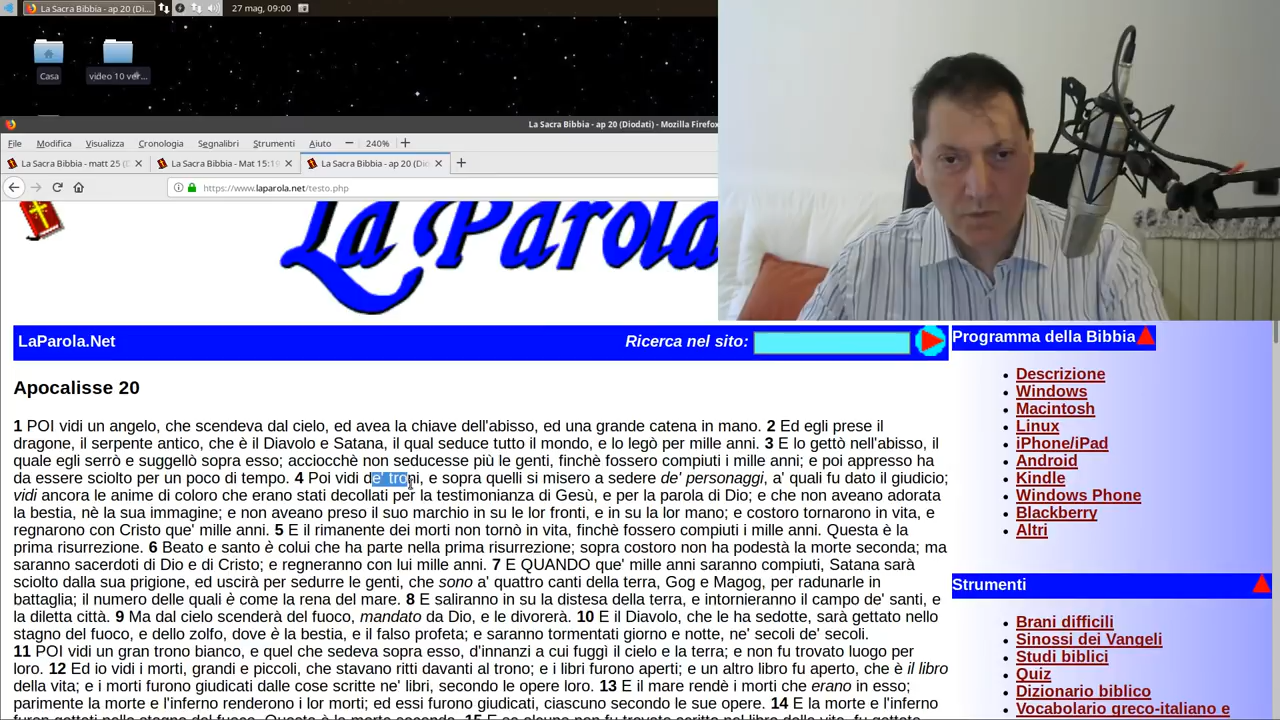 La Sacra Bibbia - ap 20 (Di...
27 mag, 09:00
Casa
video 10 ver...
La Sacra Bibbia - ap 20 (Diodati) - Mozilla Firefox
File Modifica Visualizza Cronologia Segnalibri Strumenti Aiuto 240%
La Sacra Bibbia - matt 25 (D
La Sacra Bibbia - Mat 15:19
La Sacra Bibbia - ap 20 (Dio
https://www.laparola.net/testo.php
La Parola
LaParola.Net
Ricerca nel sito:
Apocalisse 20
1 POI vidi un angelo, che scendeva dal cielo, ed avea la chiave dell'abisso, ed una grande catena in mano. 2 Ed egli prese il
dragone, il serpente antico, che è il Diavolo e Satana, il qual seduce tutto il mondo, e lo legò per mille anni. 3 E lo gettò nell'abisso, il
quale egli serrò e suggellò sopra esso; acciocchè non seducesse più le genti, finchè fossero compiuti i mille anni; e poi appresso ha
da essere sciolto per un poco di tempo. 4 Poi vidi de' troni, e sopra quelli si misero a sedere de' personaggi, a' quali fu dato il giudicio;
vidi ancora le anime di coloro che erano stati decollati per la testimonianza di Gesù, e per la parola di Dio; e che non aveano adorata
la bestia, nè la sua immagine; e non aveano preso il suo marchio in su le lor fronti, e in su la lor mano; e costoro tornarono in vita, e
regnarono con Cristo que' mille anni. 5 E il rimanente dei morti non tornò in vita, finchè fossero compiuti i mille anni. Questa è la
prima risurrezione. 6 Beato e santo è colui che ha parte nella prima risurrezione; sopra costoro non ha podestà la morte seconda; ma
saranno sacerdoti di Dio e di Cristo; e regneranno con lui mille anni. 7 E QUANDO que' mille anni saranno compiuti, Satana sarà
sciolto dalla sua prigione, ed uscirà per sedurre le genti, che sono a' quattro canti della terra, Gog e Magog, per radunarle in
battaglia; il numero delle quali è come la rena del mare. 8 E saliranno in su la distesa della terra, e intornieranno il campo de' santi, e
la diletta città. 9 Ma dal cielo scenderà del fuoco, mandato da Dio, e le divorerà. 10 E il Diavolo, che le ha sedotte, sarà gettato nello
stagno del fuoco, e dello zolfo, dove è la bestia, e il falso profeta; e saranno tormentati giorno e notte, ne' secoli de' secoli.
11 POI vidi un gran trono bianco, e quel che sedeva sopra esso, d'innanzi a cui fuggì il cielo e la terra; e non fu trovato luogo per
loro. 12 Ed io vidi i morti, grandi e piccoli, che stavano ritti davanti al trono; e i libri furono aperti; e un altro libro fu aperto, che è il libro
della vita; e i morti furono giudicati dalle cose scritte ne' libri, secondo le opere loro. 13 E il mare rendè i morti che erano in esso;
parimente la morte e l'inferno renderono i lor morti; ed essi furono giudicati, ciascuno secondo le sue opere. 14 E la morte e l'inferno
Programma della Bibbia
Descrizione
Windows
Macintosh
Linux
iPhone/iPad
Android
Kindle
Windows Phone
Blackberry
Altri
Strumenti
Brani difficili
Sinossi dei Vangeli
Studi biblici
Quiz
Dizionario biblico
Vocabolario greco-italiano e